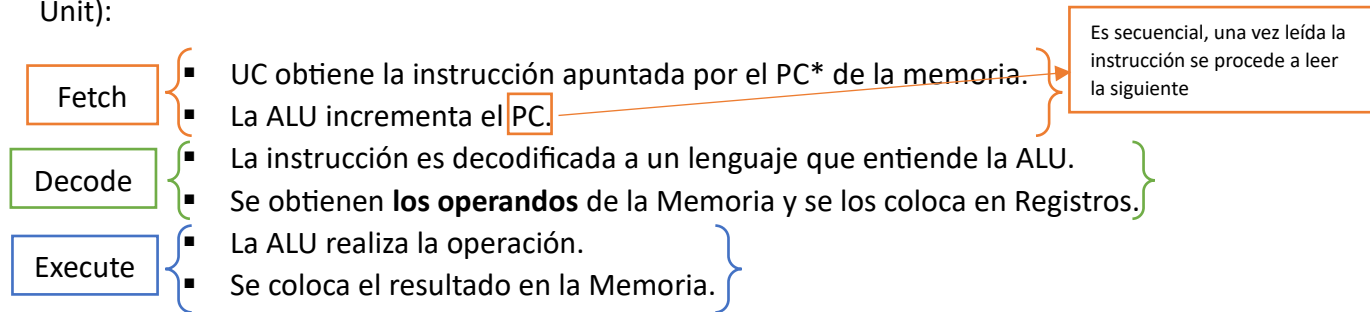 Unit):
Es secuencial, una vez leída la
instrucción se procede a leer
la siguiente
Fetch
▪ UC obtiene la instrucción apuntada por el PC* de la memoria.
▪ La ALU incrementa el PC.
Decode
▪ La instrucción es decodificada a un lenguaje que entiende la ALU.
▪ Se obtienen los operandos de la Memoria y se los coloca en Registros.
Execute
▪ La ALU realiza la operación.
▪ Se coloca el resultado en la Memoria.